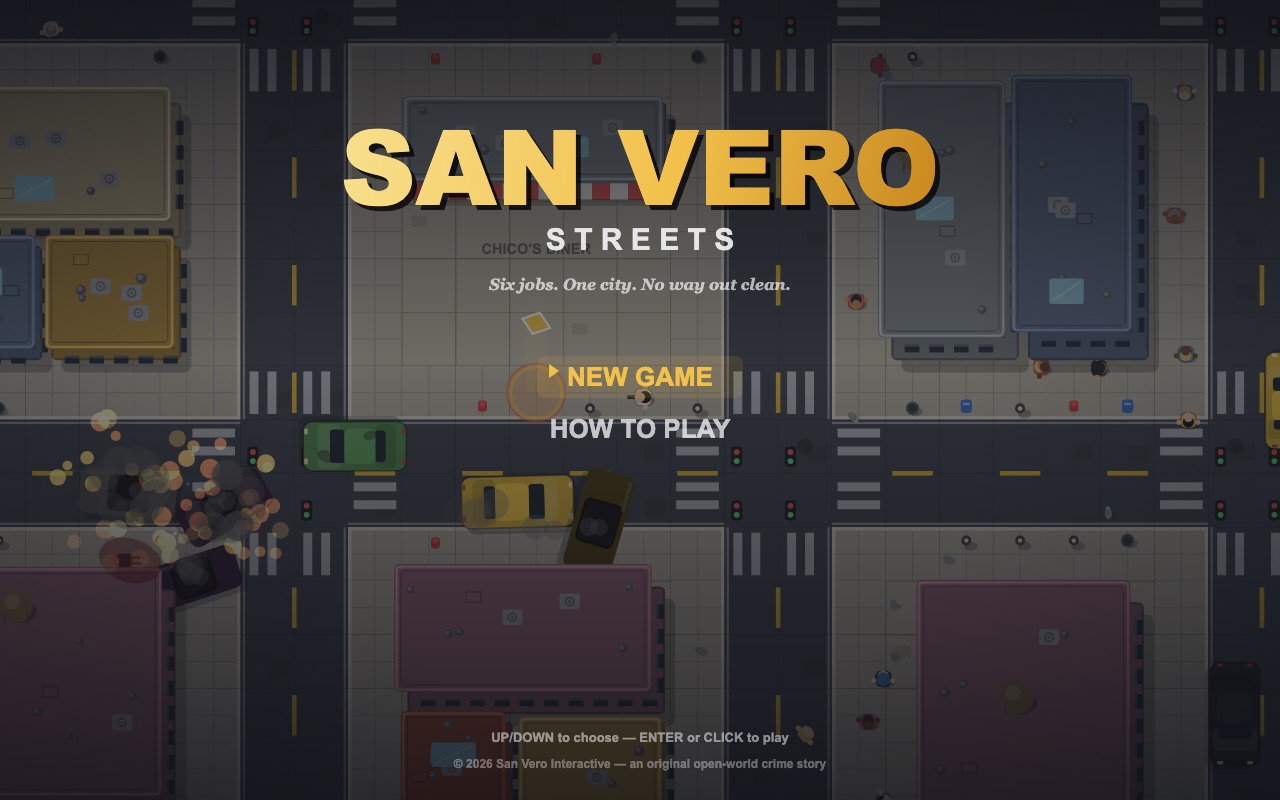 SAN VERO
STREETS
CHICO'S DINER
Six jobs. One city. No way out clean.
NEW GAME
HOW TO PLAY
UP/DOWN to choose — ENTER or CLICK to play
© 2026 San Vero Interactive — an original open-world crime story